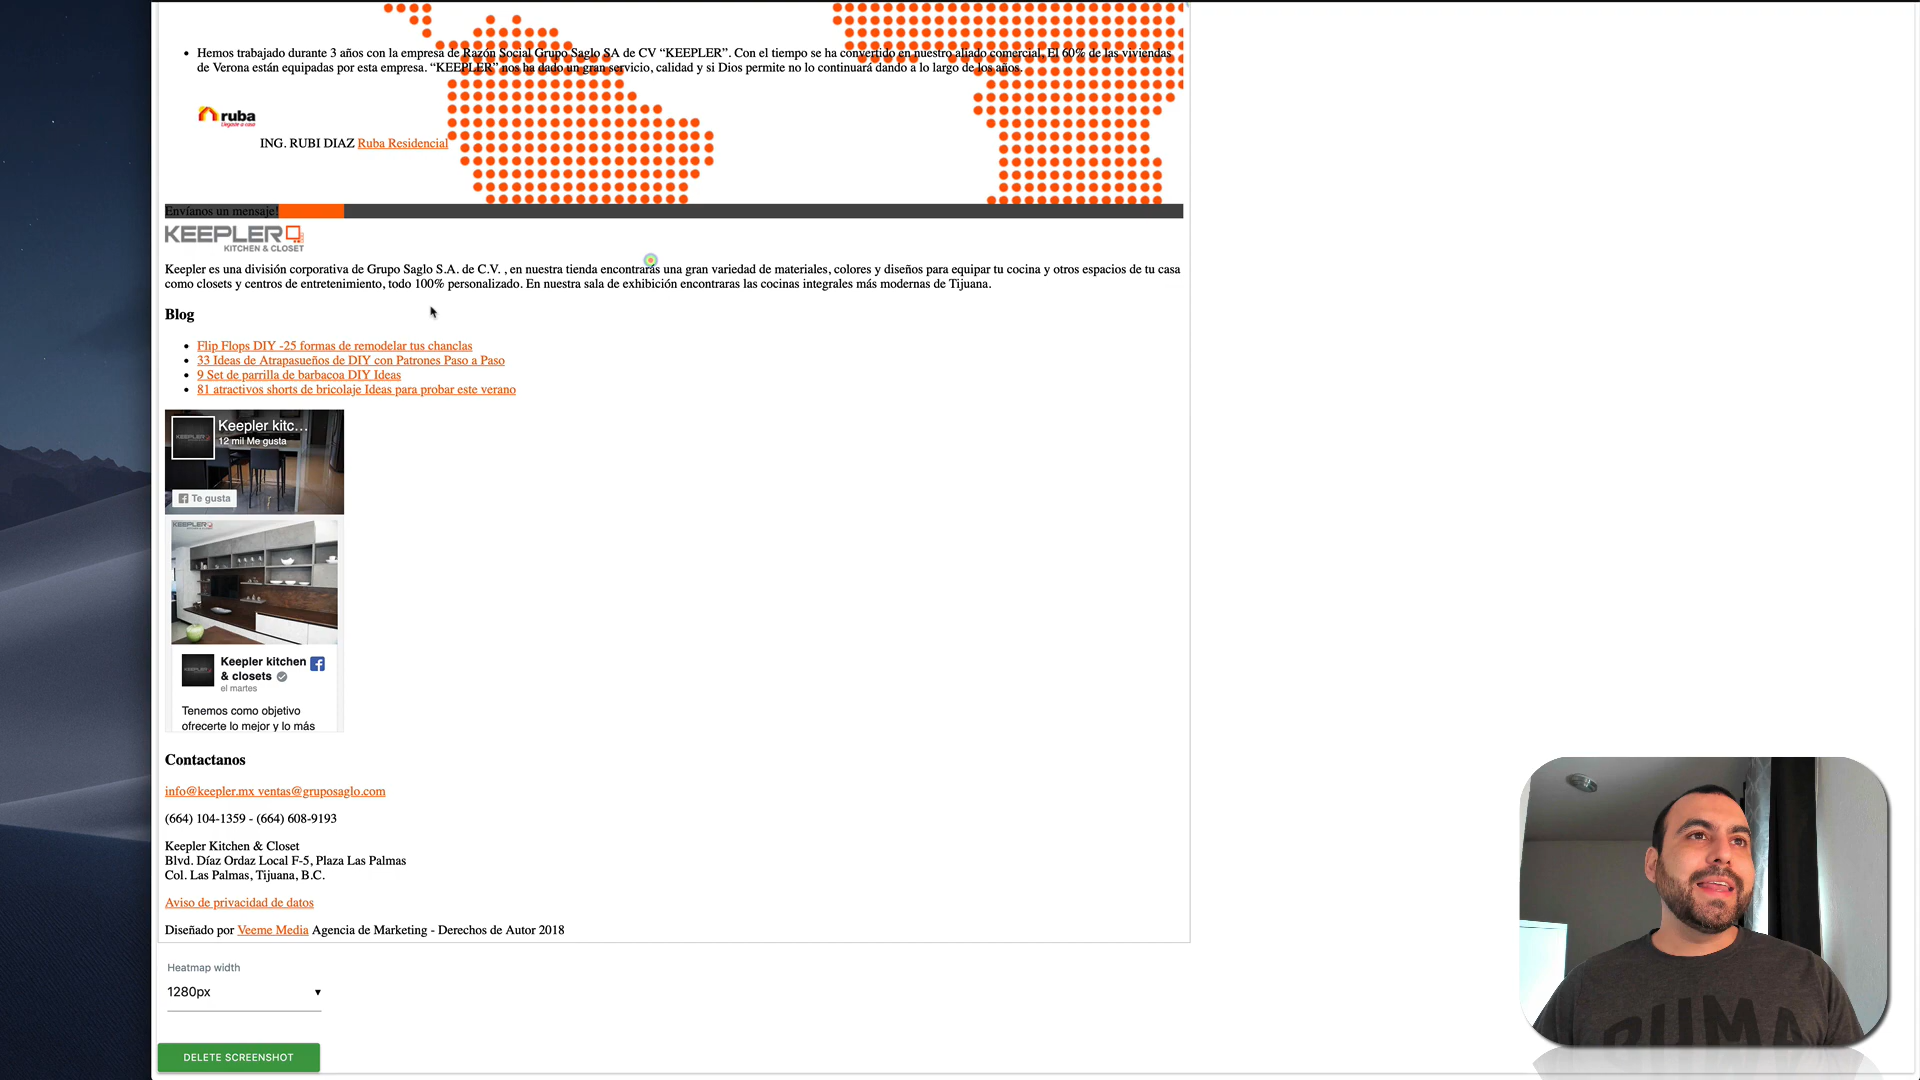 • Hemos trabajado durante 3 años con la empresa de Razón Social Grupo Saglo SA de CV “KEEPLER”. Con el tiempo se ha convertido en nuestro aliado comercial, El 60% de las viviendas
de Verona están equipadas por esta empresa. “KEEPLER” nos ha dado un gran servicio, calidad y si Dios permite no lo continuará dando a lo largo de los años.
ruba
Llegaste a casa
ING. RUBI DIAZ Ruba Residencial
Envíanos un mensaje!
KEEPLER
KITCHEN & CLOSET
Keepler es una división corporativa de Grupo Saglo S.A. de C.V. , en nuestra tienda encontrarás una gran variedad de materiales, colores y diseños para equipar tu cocina y otros espacios de tu casa
como closets y centros de entretenimiento, todo 100% personalizado. En nuestra sala de exhibición encontraras las cocinas integrales más modernas de Tijuana.
Blog
• Flip Flops DIY -25 formas de remodelar tus chanclas
• 33 Ideas de Atrapasueños de DIY con Patrones Paso a Paso
• 9 Set de parrilla de barbacoa DIY Ideas
• 81 atractivos shorts de bricolaje Ideas para probar este verano
KEEPLER
Keepler kitc...
12 mil Me gusta
Te gusta
KEEPLER
KEEPLER
Keepler kitchen
& closets
el martes
Tenemos como objetivo
ofrecerte lo mejor y lo más
Contactanos
info@keepler.mx ventas@gruposaglo.com
(664) 104-1359 - (664) 608-9193
Keepler Kitchen & Closet
Blvd. Díaz Ordaz Local F-5, Plaza Las Palmas
Col. Las Palmas, Tijuana, B.C.
Aviso de privacidad de datos
Diseñado por Veeme Media Agencia de Marketing - Derechos de Autor 2018
Heatmap width
1280px
DELETE SCREENSHOT
PUMA